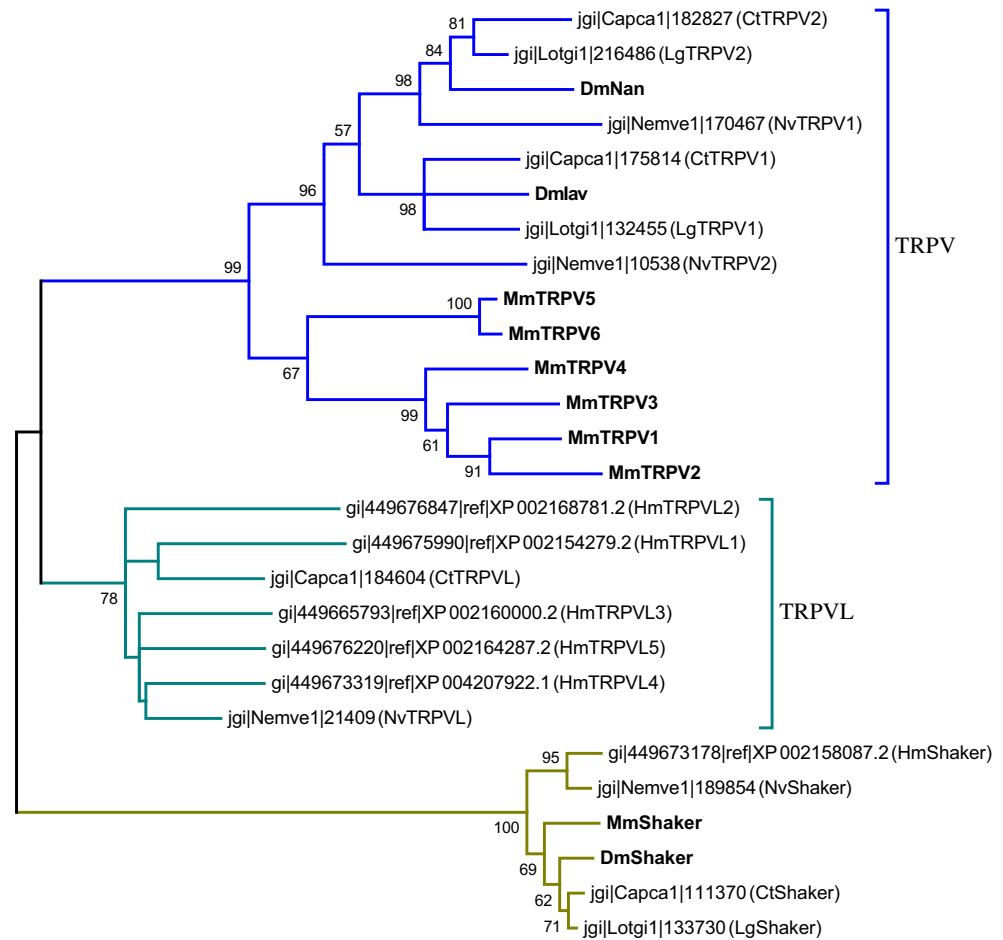 81
jgi|Capca1|182827 (CtTRPV2)
84
jgi|Lotgi1|216486 (LgTRPV2)
98
DmNan
jgi|Nemve1|170467 (NvTRPV1)
57
jgi|Capca1|175814 (CtTRPV1)
96
DmIav
98
jgi|Lotgi1|132455 (LgTRPV1)
TRPV
99
jgi|Nemve1|10538 (NvTRPV2)
100
MmTRPV5
MmTRPV6
67
MmTRPV4
99
MmTRPV3
61
MmTRPV1
91
MmTRPV2
gi|449676847|ref|XP 002168781.2 (HmTRPVL2)
gi|449675990|ref|XP 002154279.2 (HmTRPVL1)
jgi|Capca1|184604 (CtTRPVL)
78
gi|449665793|ref|XP 002160000.2 (HmTRPVL3)
TRPVL
gi|449676220|ref|XP 002164287.2 (HmTRPVL5)
gi|449673319|ref|XP 004207922.1 (HmTRPVL4)
jgi|Nemve1|21409 (NvTRPVL)
95
gi|449673178|ref|XP 002158087.2 (HmShaker)
jgi|Nemve1|189854 (NvShaker)
100
MmShaker
69
DmShaker
62
jgi|Capca1|111370 (CtShaker)
71
jgi|Lotgi1|133730 (LgShaker)